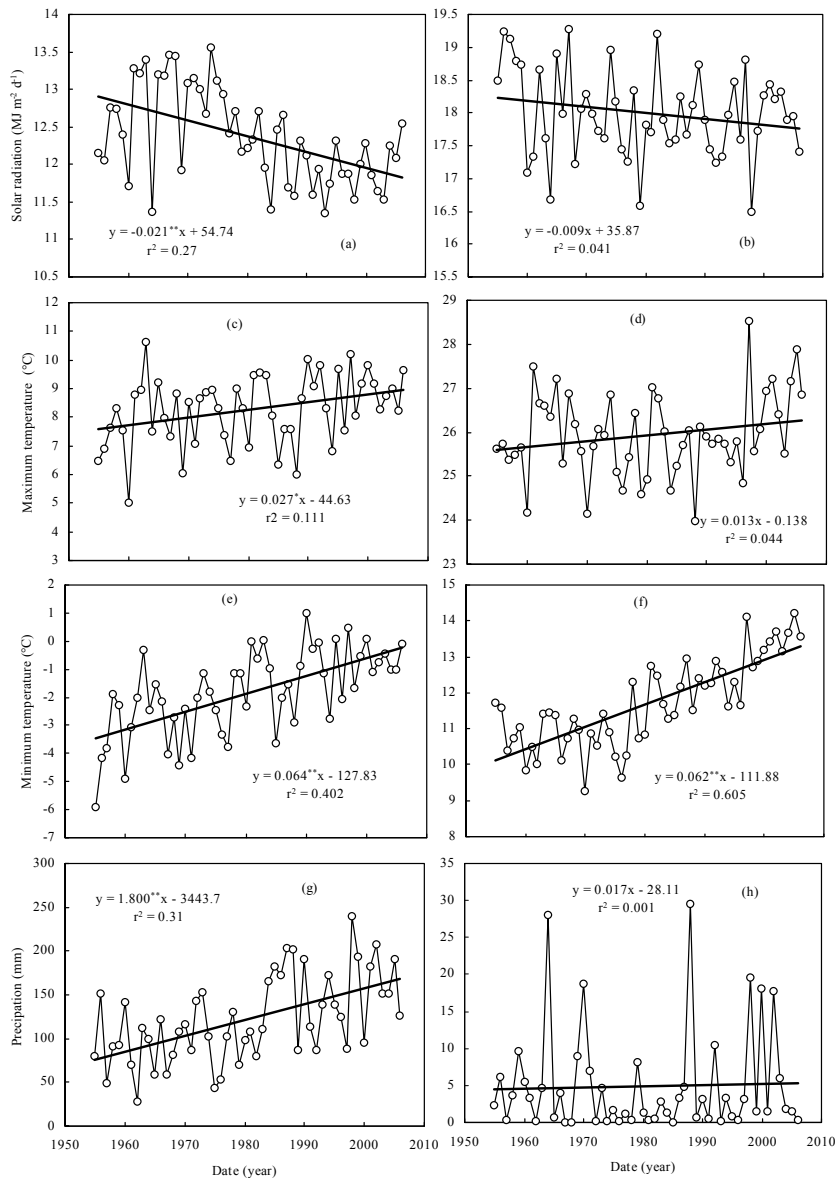 14
13.5
13
12.5
12
11.5
11
10.5
Solar radiation (MJ m⁻² d⁻¹)
y = -0.021**x + 54.74
r² = 0.27
(a)
19.5
19
18.5
18
17.5
17
16.5
16
15.5
y = -0.009x + 35.87
r² = 0.041
(b)
12
11
10
9
8
7
6
5
4
3
Maximum temperature (°C)
(c)
y = 0.027*x - 44.63
r2 = 0.111
29
28
27
26
25
24
23
(d)
y = 0.013x - 0.138
r² = 0.044
2
1
0
-1
-2
-3
-4
-5
-6
-7
Minimum temperature (°C)
(e)
y = 0.064**x - 127.83
r² = 0.402
15
14
13
12
11
10
9
8
(f)
y = 0.062**x - 111.88
r² = 0.605
300
250
200
150
100
50
0
Precipation (mm)
y = 1.800**x - 3443.7
r² = 0.31
(g)
1950 1960 1970 1980 1990 2000 2010
Date (year)
35
30
25
20
15
10
5
0
y = 0.017x - 28.11
r² = 0.001
(h)
1950 1960 1970 1980 1990 2000 2010
Date (year)